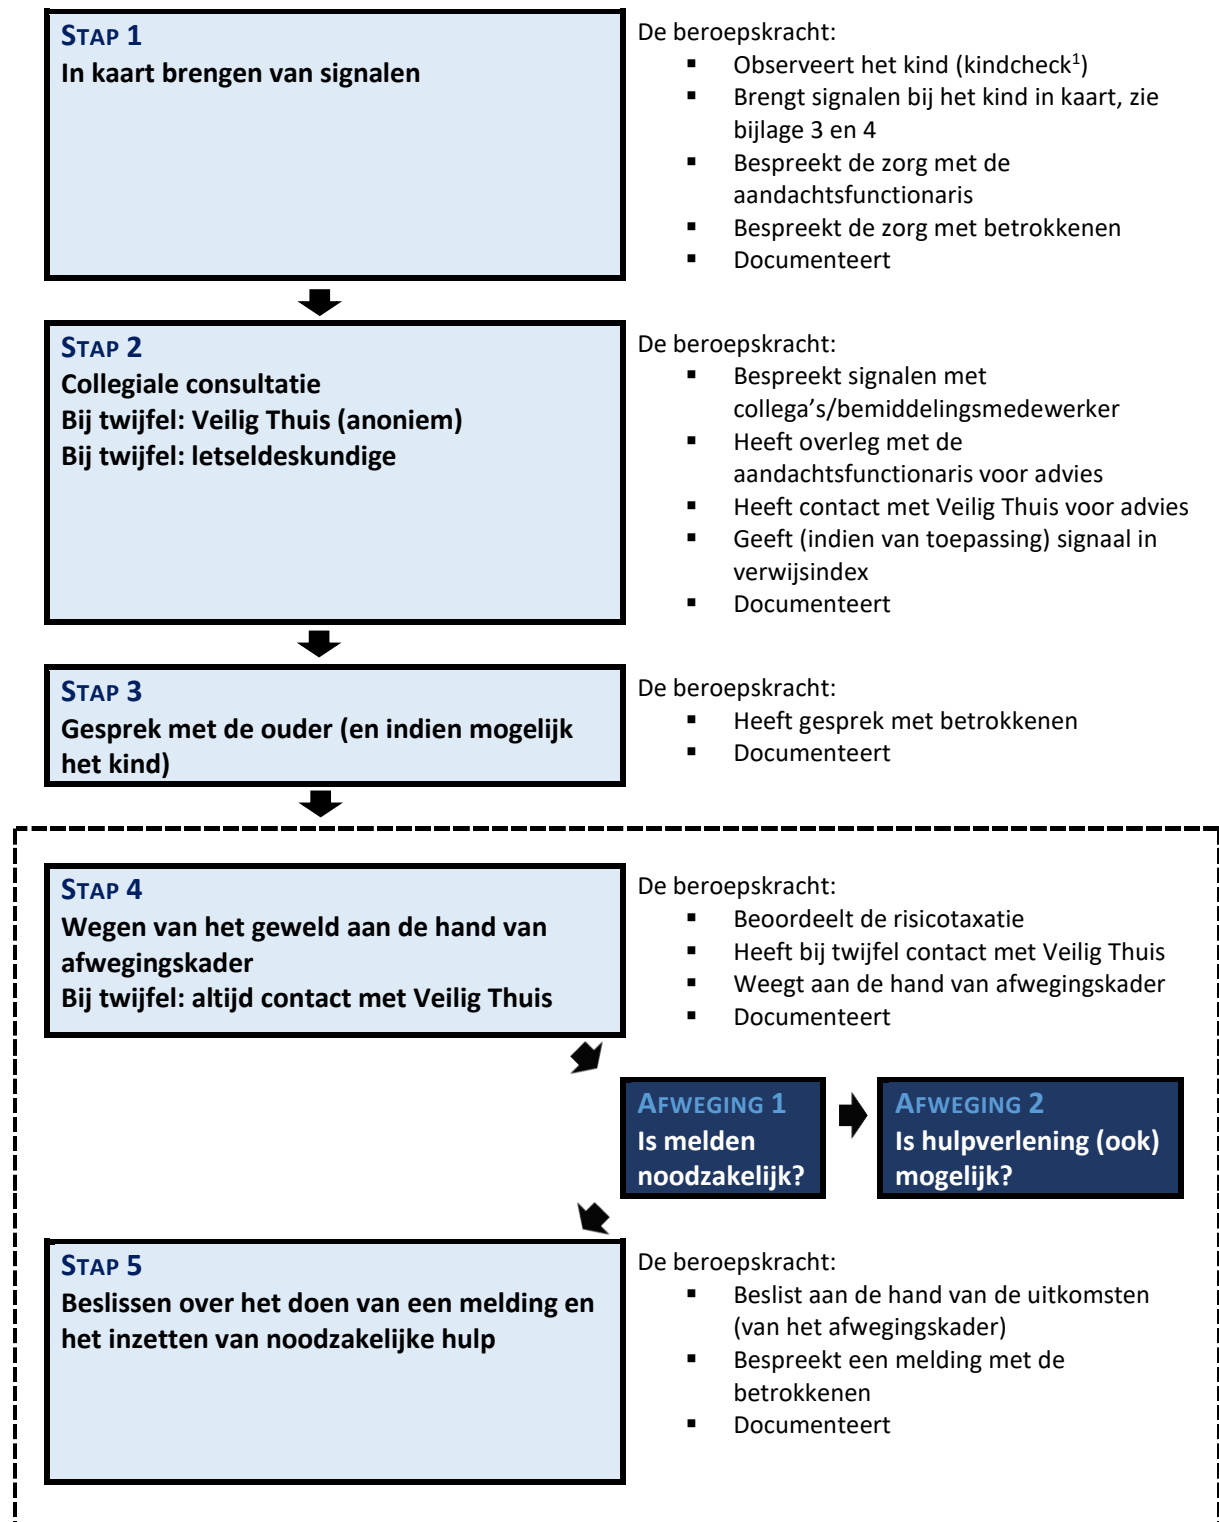 STAP 1
In kaart brengen van signalen
De beroepskracht:
▪ Observeert het kind (kindcheck¹)
▪ Brengt signalen bij het kind in kaart, zie
bijlage 3 en 4
▪ Bespreekt de zorg met de
aandachtsfunctionaris
▪ Bespreekt de zorg met betrokkenen
▪ Documenteert
STAP 2
Collegiale consultatie
Bij twijfel: Veilig Thuis (anoniem)
Bij twijfel: letseldeskundige
De beroepskracht:
▪ Bespreekt signalen met
collega’s/bemiddelingsmedewerker
▪ Heeft overleg met de
aandachtsfunctionaris voor advies
▪ Heeft contact met Veilig Thuis voor advies
▪ Geeft (indien van toepassing) signaal in
verwijsindex
▪ Documenteert
STAP 3
Gesprek met de ouder (en indien mogelijk
het kind)
De beroepskracht:
▪ Heeft gesprek met betrokkenen
▪ Documenteert
STAP 4
Wegen van het geweld aan de hand van
afwegingskader
Bij twijfel: altijd contact met Veilig Thuis
De beroepskracht:
▪ Beoordeelt de risicotaxatie
▪ Heeft bij twijfel contact met Veilig Thuis
▪ Weegt aan de hand van afwegingskader
▪ Documenteert
AFWEGING 1
Is melden
noodzakelijk?
AFWEGING 2
Is hulpverlening (ook)
mogelijk?
STAP 5
Beslissen over het doen van een melding en
het inzetten van noodzakelijke hulp
De beroepskracht:
▪ Beslist aan de hand van de uitkomsten
(van het afwegingskader)
▪ Bespreekt een melding met de
betrokkenen
▪ Documenteert